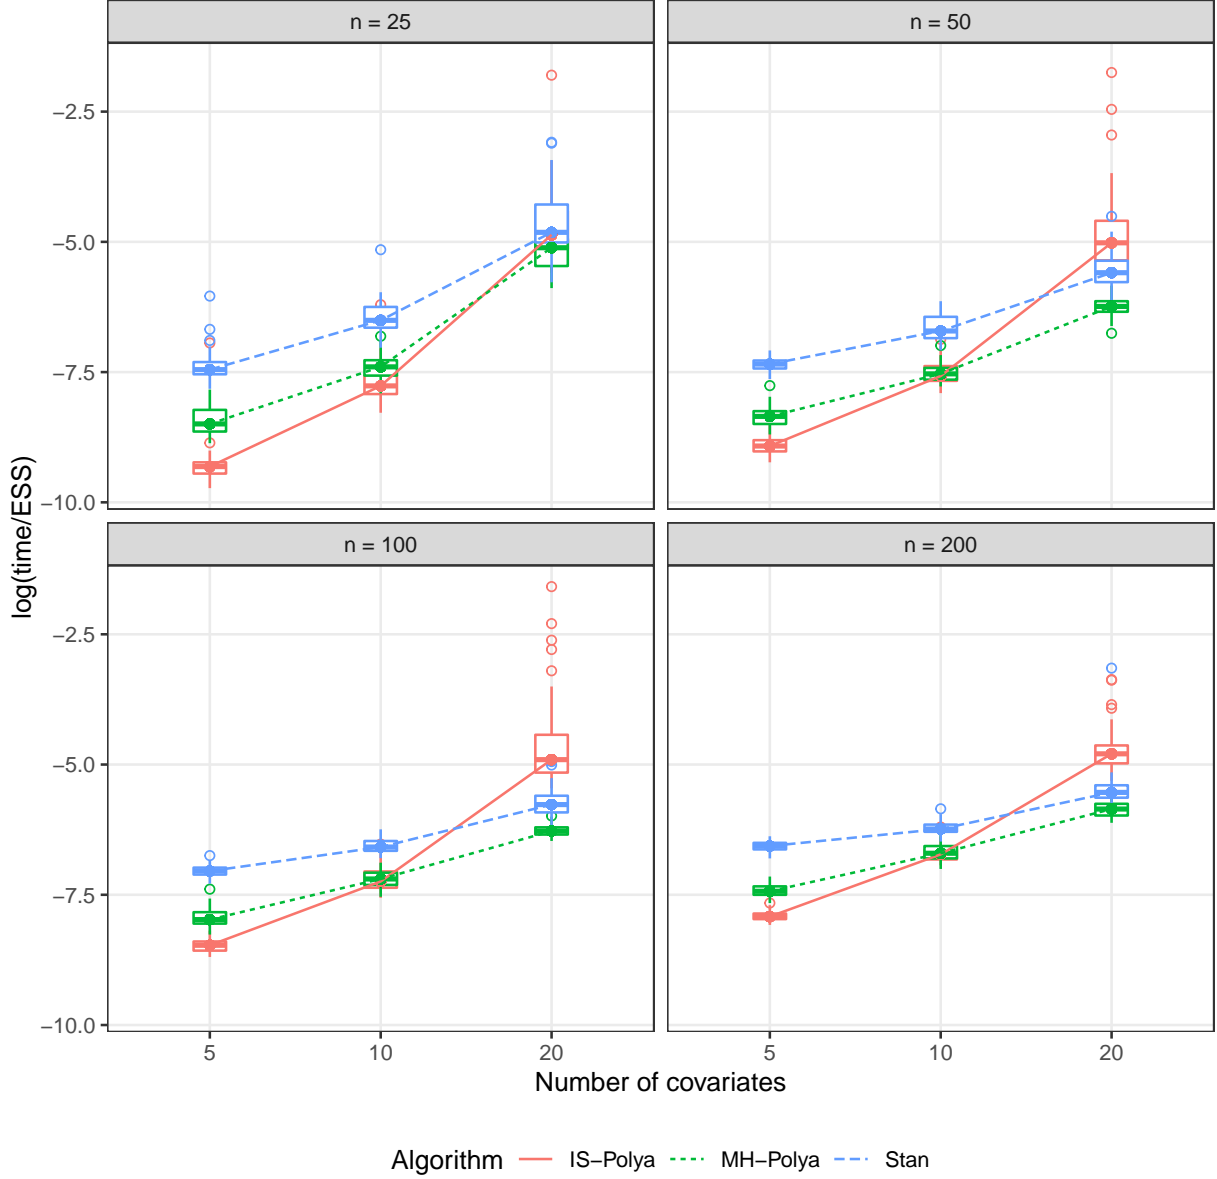 n = 25
n = 50
−2.5
−5.0
−7.5
−10.0
log(time/ESS)
n = 100
n = 200
−2.5
−5.0
−7.5
−10.0
5 10 20 5 10 20
Number of covariates
Algorithm IS−Polya MH−Polya Stan